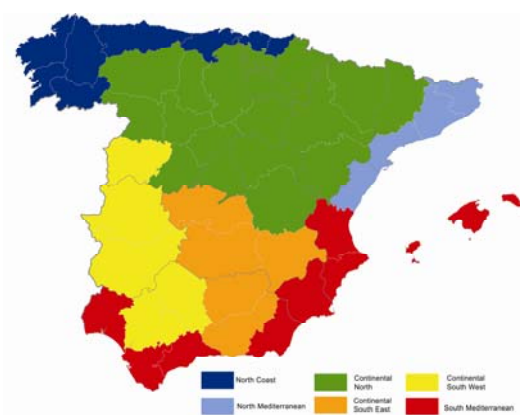 North Coast
Continental
North
Continental
South West
North Mediterranean
Continental
South East
South Mediterranean